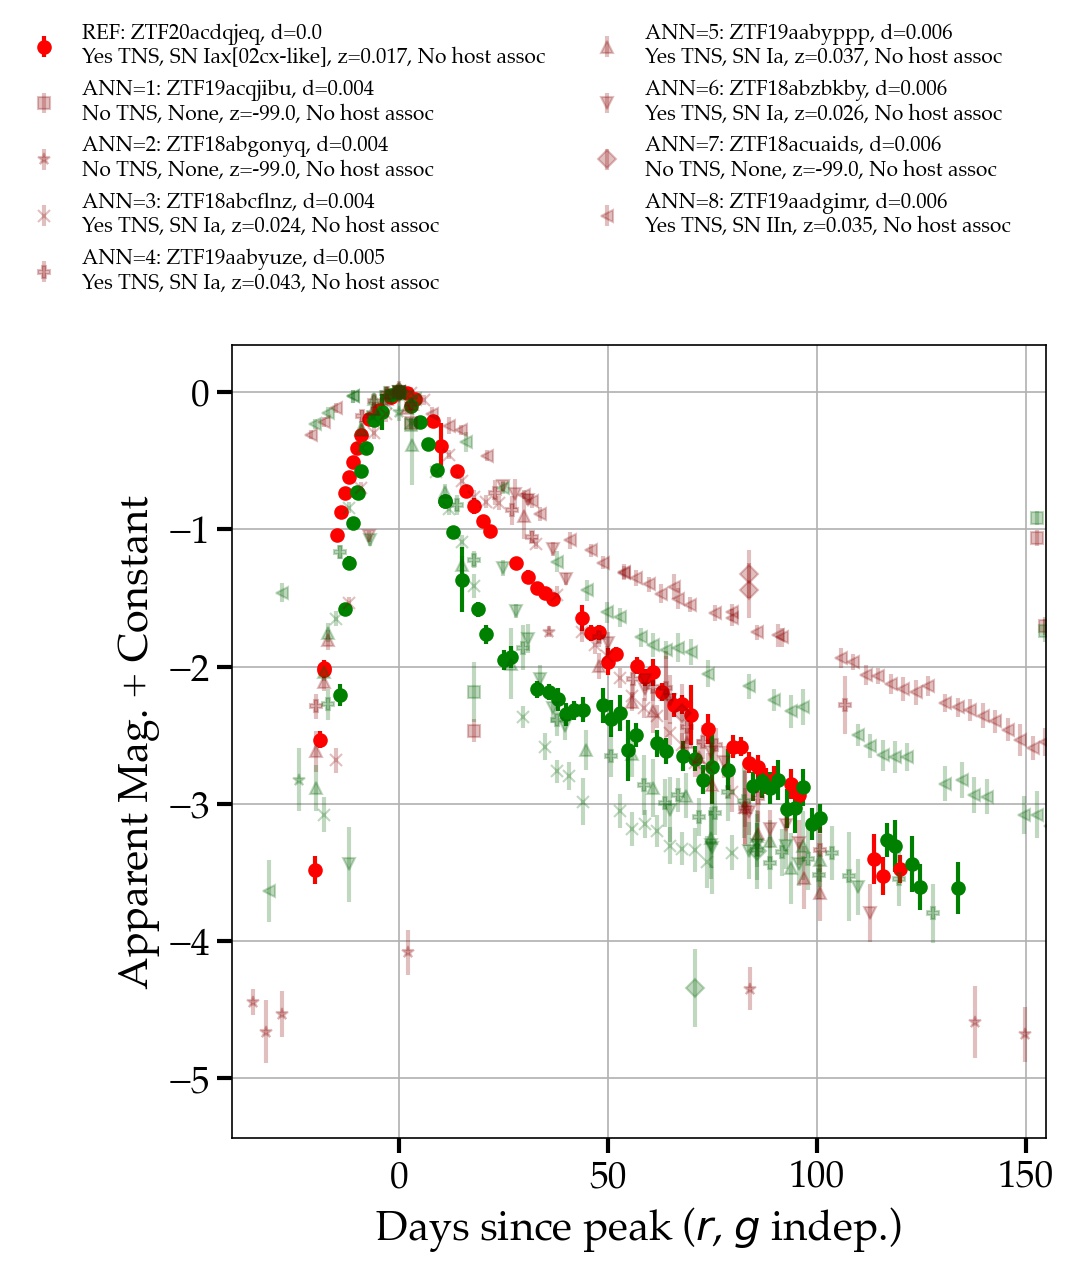 REF: ZTF20acdqjeq, d=0.0
Yes TNS, SN Iax[02cx-like], z=0.017, No host assoc
ANN=1: ZTF19acqjibu, d=0.004
No TNS, None, z=-99.0, No host assoc
ANN=2: ZTF18abgonyq, d=0.004
No TNS, None, z=-99.0, No host assoc
ANN=3: ZTF18abcflnz, d=0.004
Yes TNS, SN Ia, z=0.024, No host assoc
ANN=4: ZTF19aabyuze, d=0.005
Yes TNS, SN Ia, z=0.043, No host assoc
ANN=5: ZTF19aabyppp, d=0.006
Yes TNS, SN Ia, z=0.037, No host assoc
ANN=6: ZTF18abzbkby, d=0.006
Yes TNS, SN Ia, z=0.026, No host assoc
ANN=7: ZTF18acuaids, d=0.006
No TNS, None, z=-99.0, No host assoc
ANN=8: ZTF19aadgimr, d=0.006
Yes TNS, SN IIn, z=0.035, No host assoc
Apparent Mag. + Constant
0
−1
−2
−3
−4
−5
0 50 100 150
Days since peak (r, g indep.)